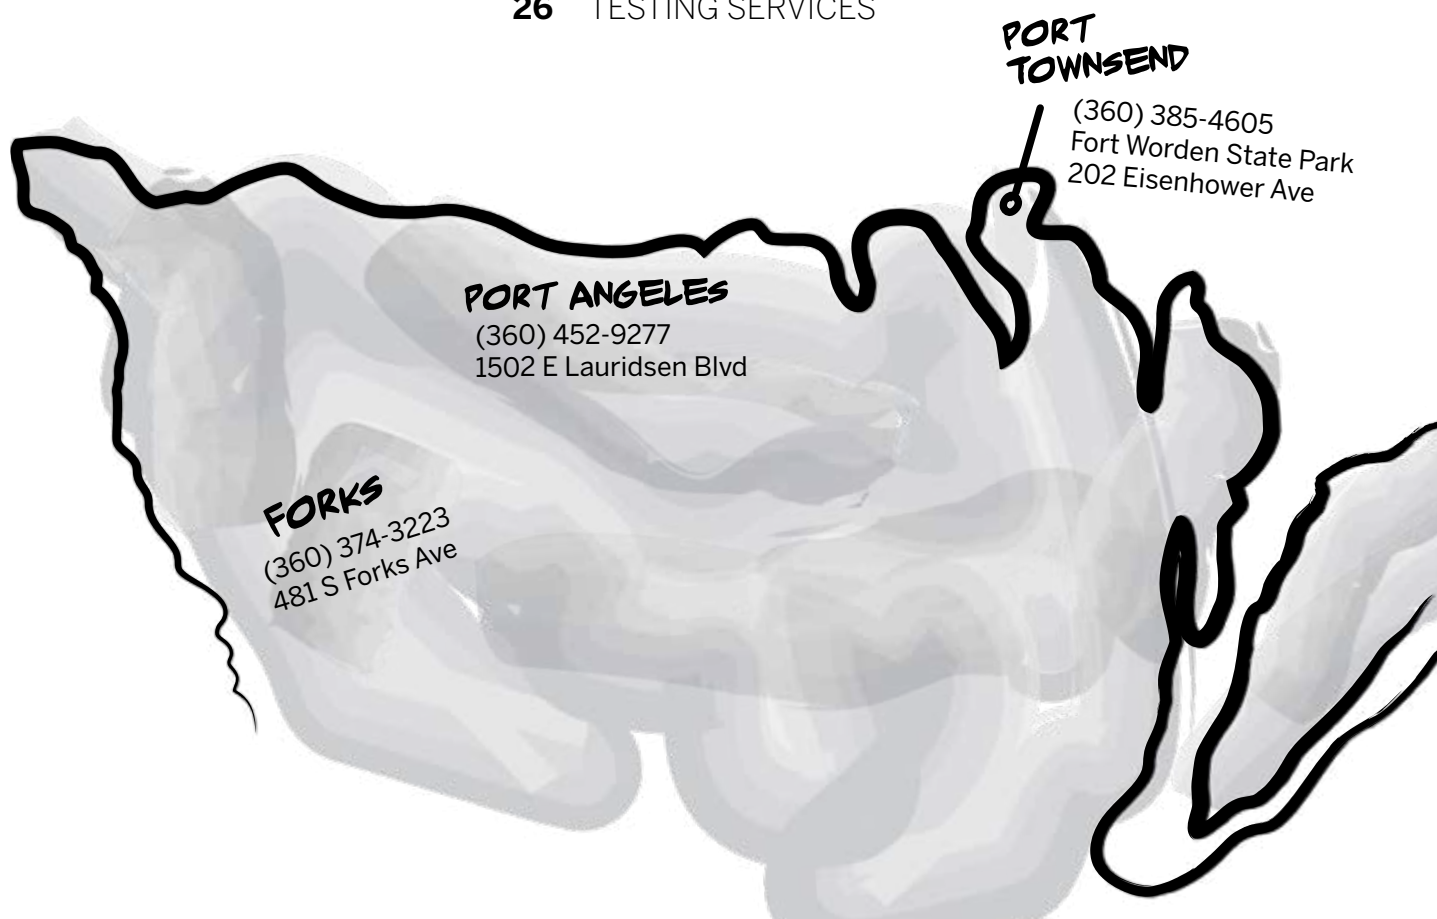 26 TESTING SERVICES
PORT
TOWNSEND
(360) 385-4605
Fort Worden State Park
202 Eisenhower Ave
PORT ANGELES
(360) 452-9277
1502 E Lauridsen Blvd
FORKS
(360) 374-3223
481 S Forks Ave